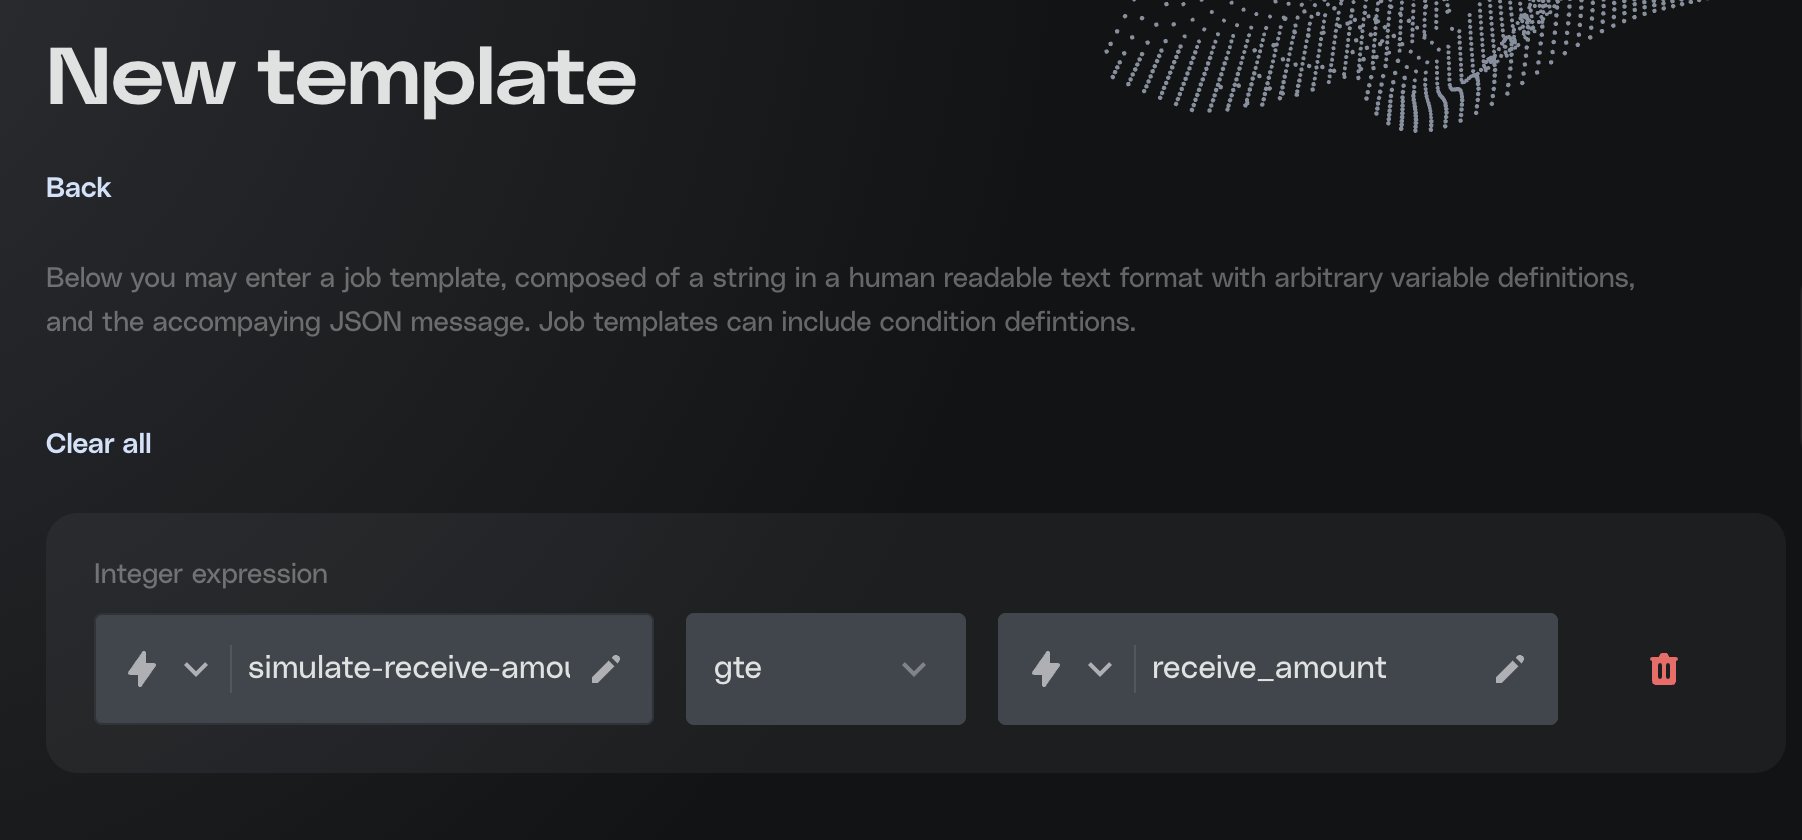 New template
Back
Below you may enter a job template, composed of a string in a human readable text format with arbitrary variable definitions,
and the accompaying JSON message. Job templates can include condition defintions.
Clear all
Integer expression
simulate-receive-amou
gte
receive_amount